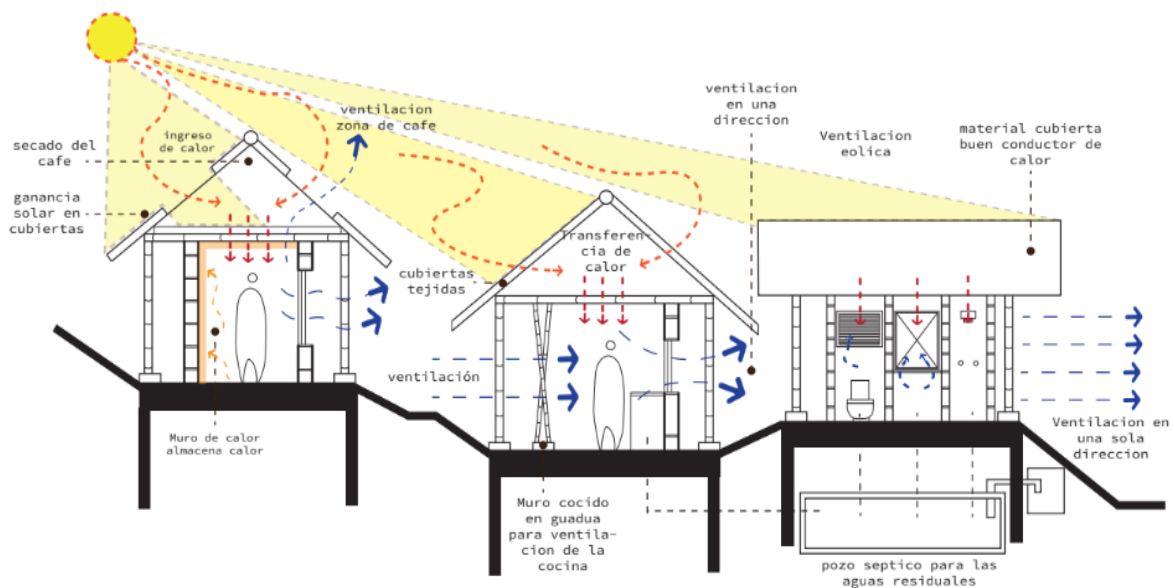 secado del
cafe
ingreso
de calor
ventilacion
zona de cafe
ventilacion
en una
direccion
Ventilacion
eolica
material cubierta
buen conductor de
calor
ganancia
solar en
cubiertas
Transferen-
cia de
calor
cubiertas
tejidas
ventilación
Muro de calor
almacena calor
Muro cocido
en guadua
para ventila-
cion de la
cocina
Ventilacion en
una sola
direccion
pozo septico para las
aguas residuales